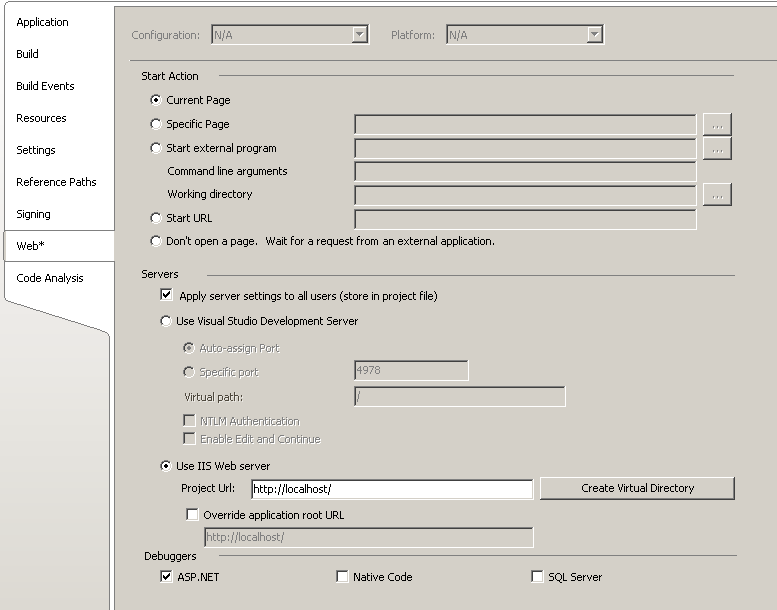 Application
Build
Build Events
Resources
Settings
Reference Paths
Signing
Web*
Code Analysis
Configuration: N/A Platform: N/A
Start Action
Current Page
Specific Page ...
Start external program ...
Command line arguments
Working directory ...
Start URL
Don't open a page. Wait for a request from an external application.
Servers
Apply server settings to all users (store in project file)
Use Visual Studio Development Server
Auto-assign Port
Specific port 4978
Virtual path: /
NTLM Authentication
Enable Edit and Continue
Use IIS Web server
Project Url: http://localhost/ Create Virtual Directory
Override application root URL
http://localhost/
Debuggers
ASP.NET Native Code SQL Server